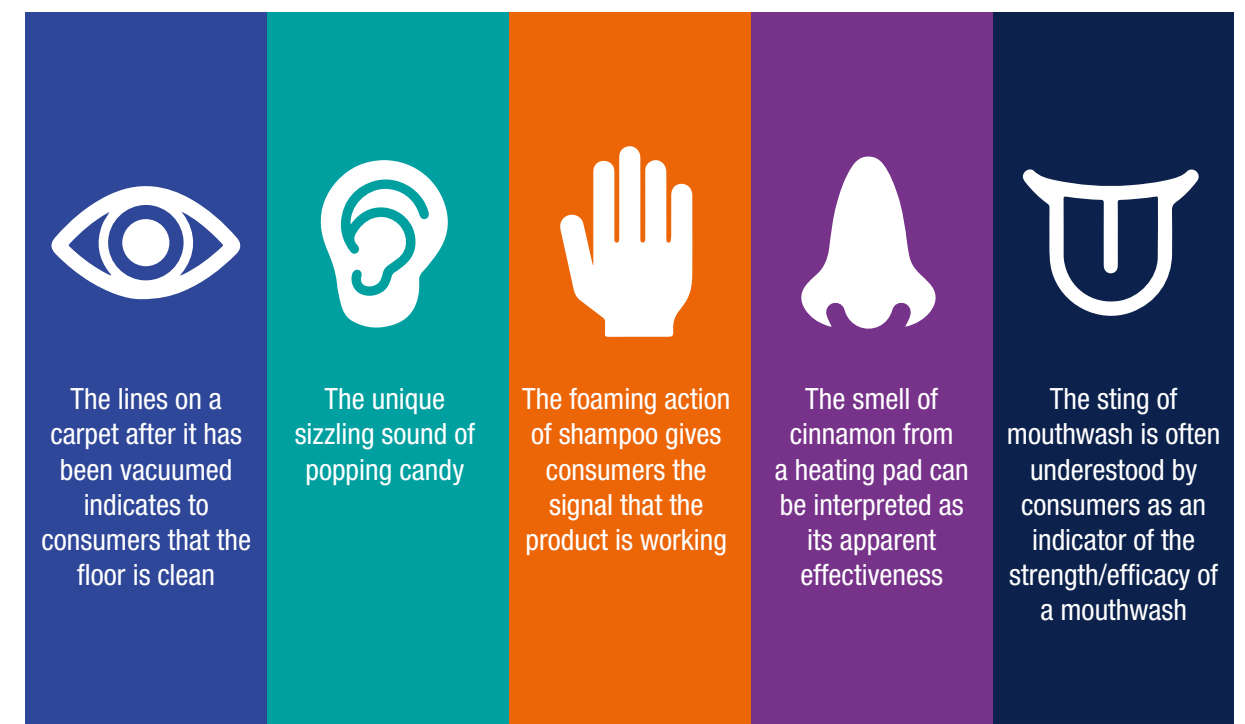 The lines on a
carpet after it has
been vacuumed
indicates to
consumers that the
floor is clean
The unique
sizzling sound of
popping candy
The foaming action
of shampoo gives
consumers the
signal that the
product is working
The smell of
cinnamon from
a heating pad can
be interpreted as
its apparent
effectiveness
The sting of
mouthwash is often
underestood by
consumers as an
indicator of the
strength/efficacy of
a mouthwash